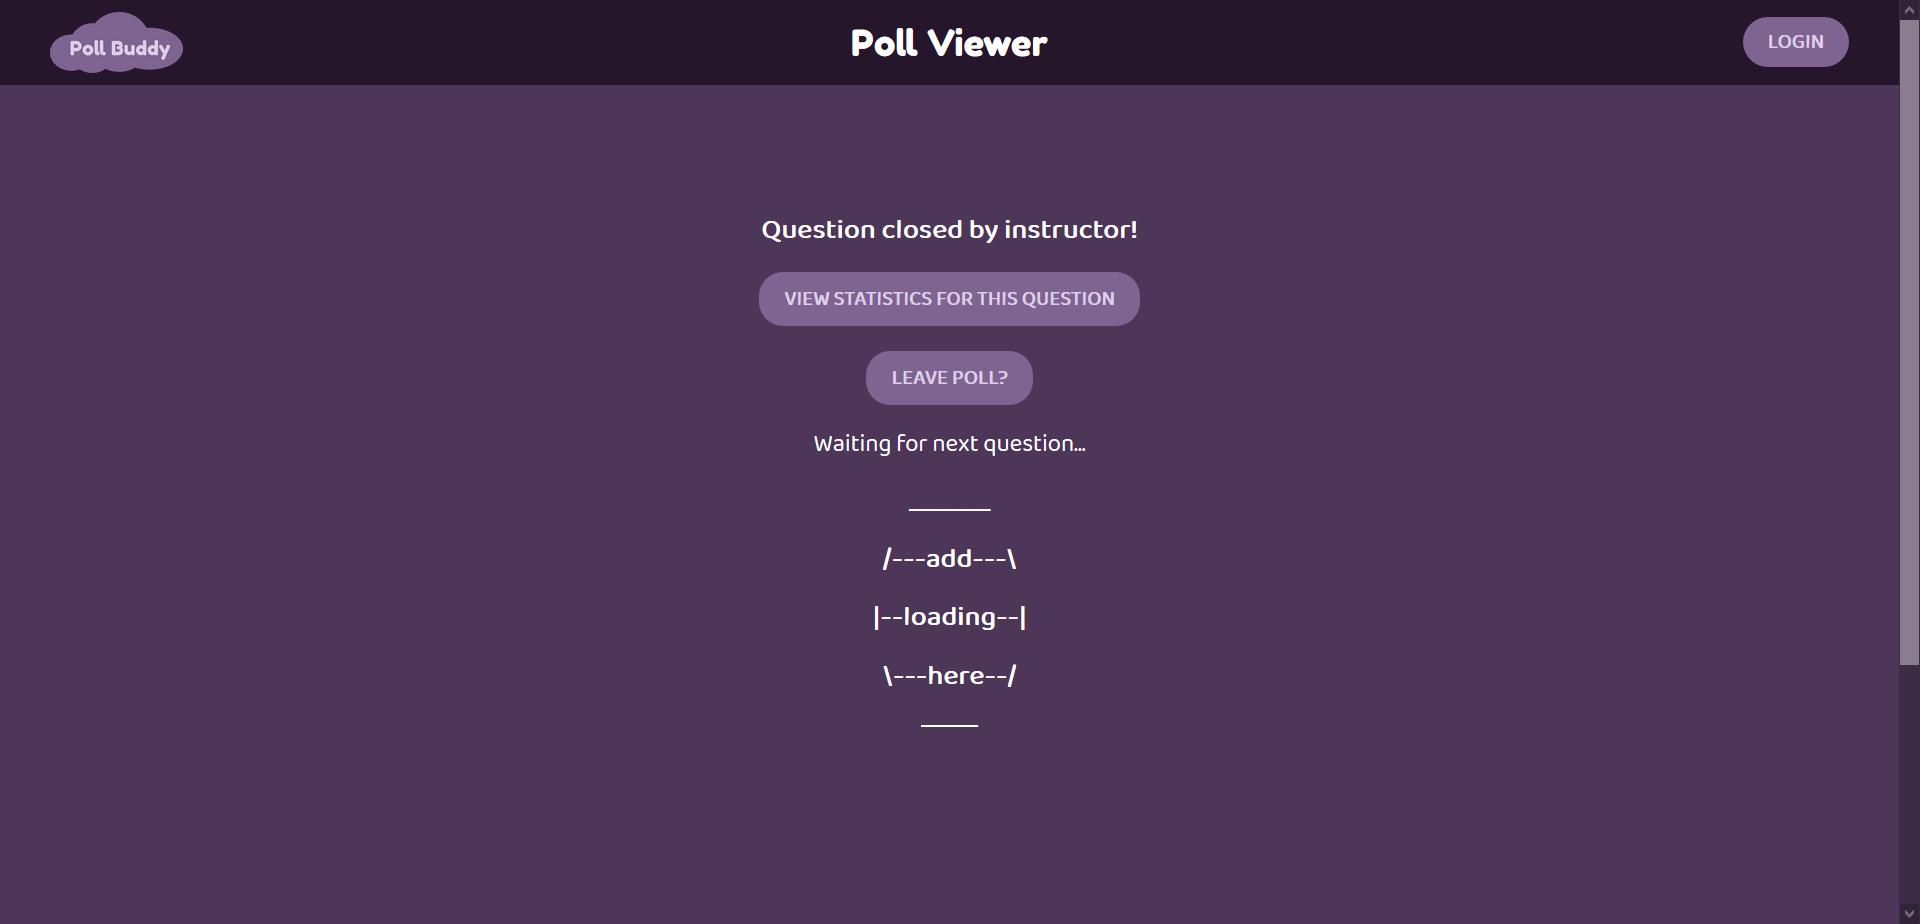 Poll Buddy
Poll Viewer
LOGIN
Question closed by instructor!
VIEW STATISTICS FOR THIS QUESTION
LEAVE POLL?
Waiting for next question...
_______
/---add---\
|--loading--|
\---here--/
_____